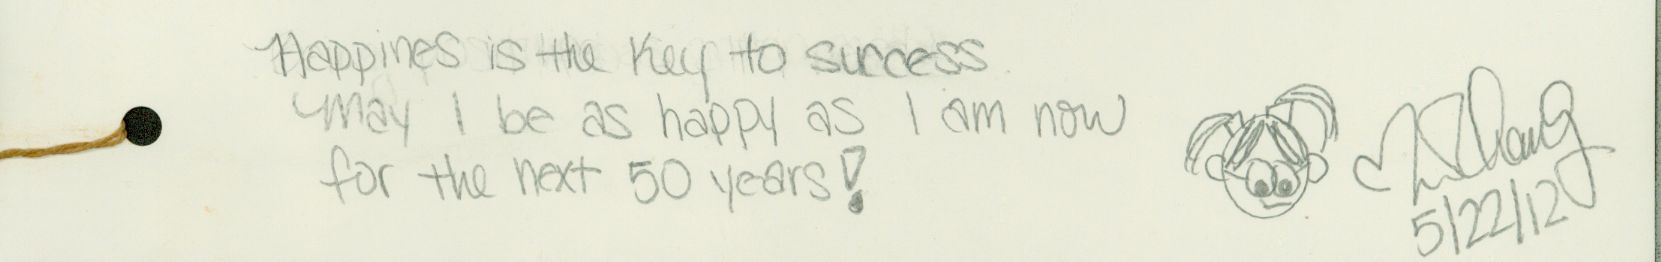 Happines is the key to success.
May I be as happy as I am now
for the next 50 years!
5/22/12